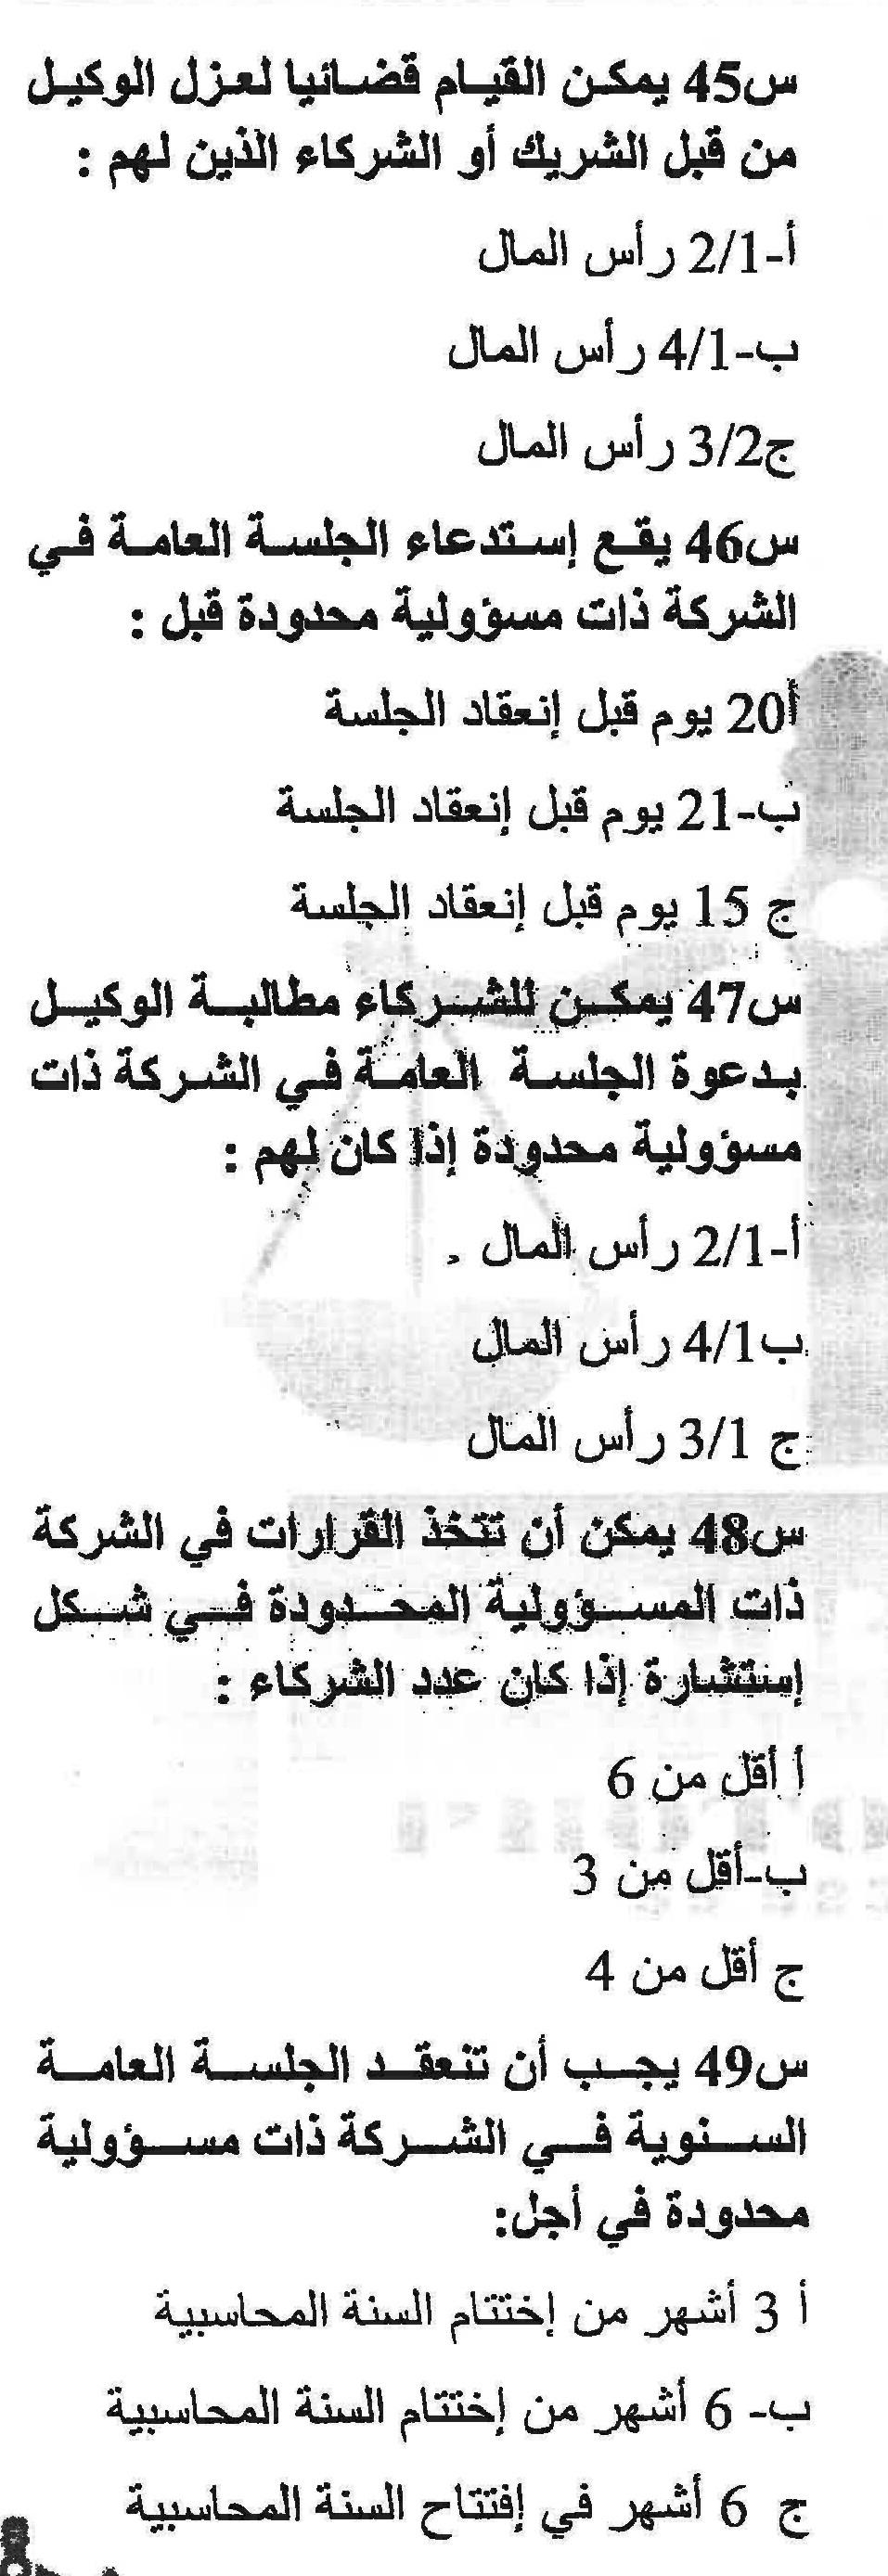 س45 يمكن القيام قضائيا لعزل الوكيل
من قبل الشريك أو الشركاء الذين لهم :
أ-2/1 رأس المال
ب-4/1 رأس المال
ج3/2 رأس المال
س46 يقع إستدعاء الجلسة العامة في
الشركة ذات مسؤولية محدودة قبل :
أ20 يوم قبل إنعقاد الجلسة
ب-21 يوم قبل إنعقاد الجلسة
ج 15 يوم قبل إنعقاد الجلسة
س47 يمكن للشركاء مطالبة الوكيل
بدعوة الجلسة العامة في الشركة ذات
مسؤولية محدودة إذا كان لهم :
أ-2/1 رأس المال .
ب4/1 رأس المال
ج 3/1 رأس المال
س48 يمكن أن تتخذ القرارات في الشركة
ذات المسؤولية المحدودة في شكل
إستشارة إذا كان عدد الشركاء :
أ أقل من 6
ب-أقل من 3
ج أقل من 4
س49 يجب أن تنعقد الجلسة العامة
السنوية في الشركة ذات مسؤولية
محدودة في أجل:
أ 3 أشهر من إختتام السنة المحاسبية
ب- 6 أشهر من إختتام السنة المحاسبية
ج 6 أشهر في إفتتاح السنة المحاسبية